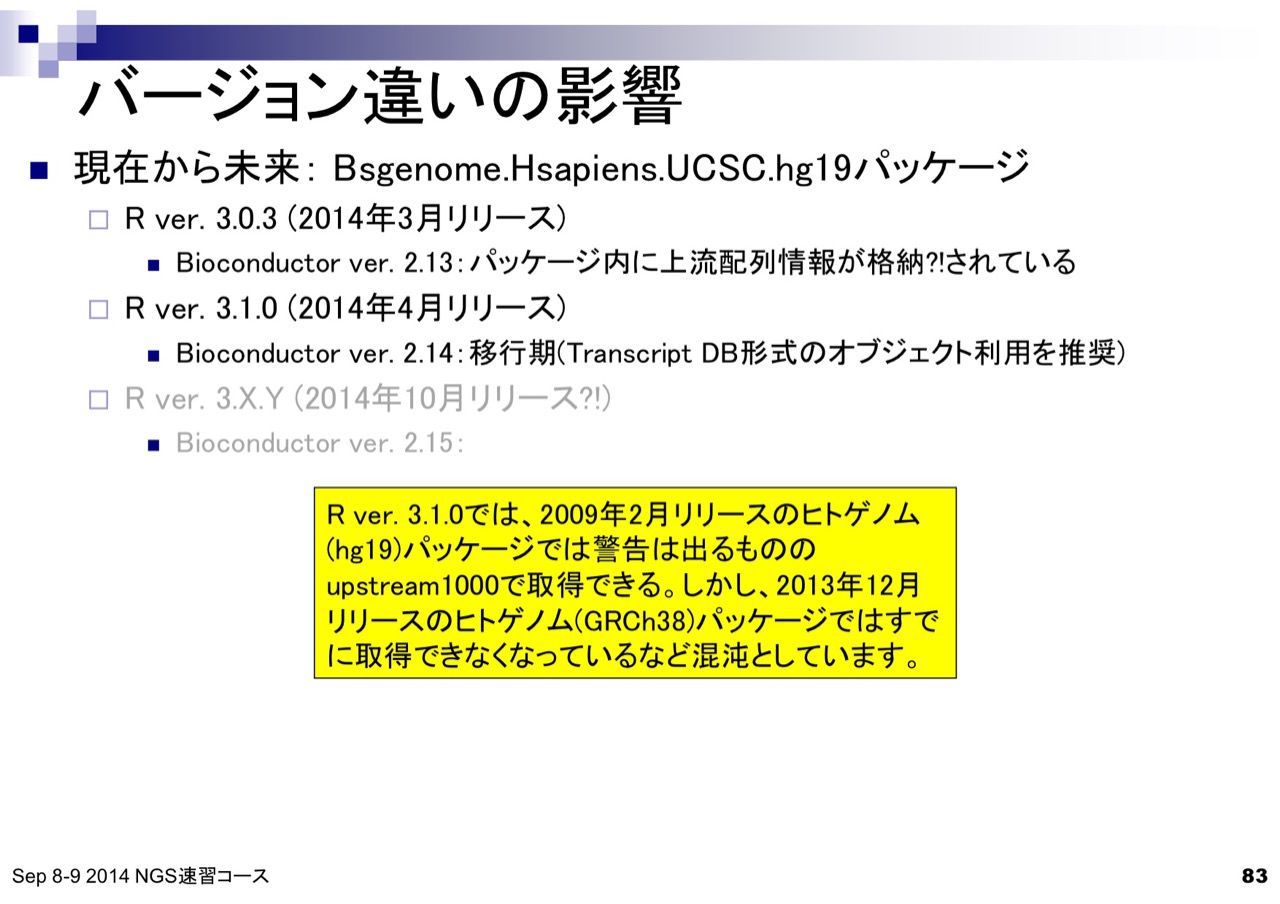 バージョン違いの影響
現在から未来： Bsgenome.Hsapiens.UCSC.hg19パッケージ
R ver. 3.0.3 (2014年3月リリース)
Bioconductor ver. 2.13：パッケージ内に上流配列情報が格納?!されている
R ver. 3.1.0 (2014年4月リリース)
Bioconductor ver. 2.14：移行期(Transcript DB形式のオブジェクト利用を推奨)
R ver. 3.X.Y (2014年10月リリース?!)
Bioconductor ver. 2.15：
R ver. 3.1.0では、2009年2月リリースのヒトゲノム
(hg19)パッケージでは警告は出るものの
upstream1000で取得できる。しかし、2013年12月
リリースのヒトゲノム(GRCh38)パッケージではすで
に取得できなくなっているなど混沌としています。
Sep 8-9 2014 NGS速習コース
83